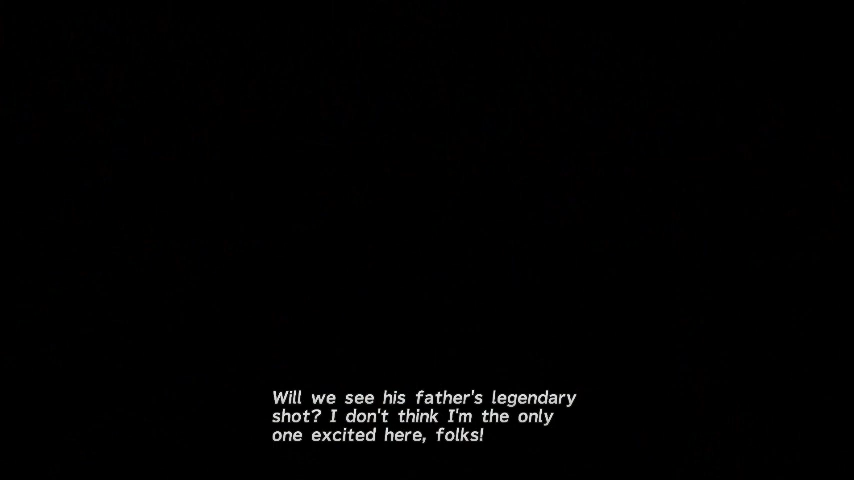 Will we see his father's legendary
shot? I don't think I'm the only
one excited here, folks!